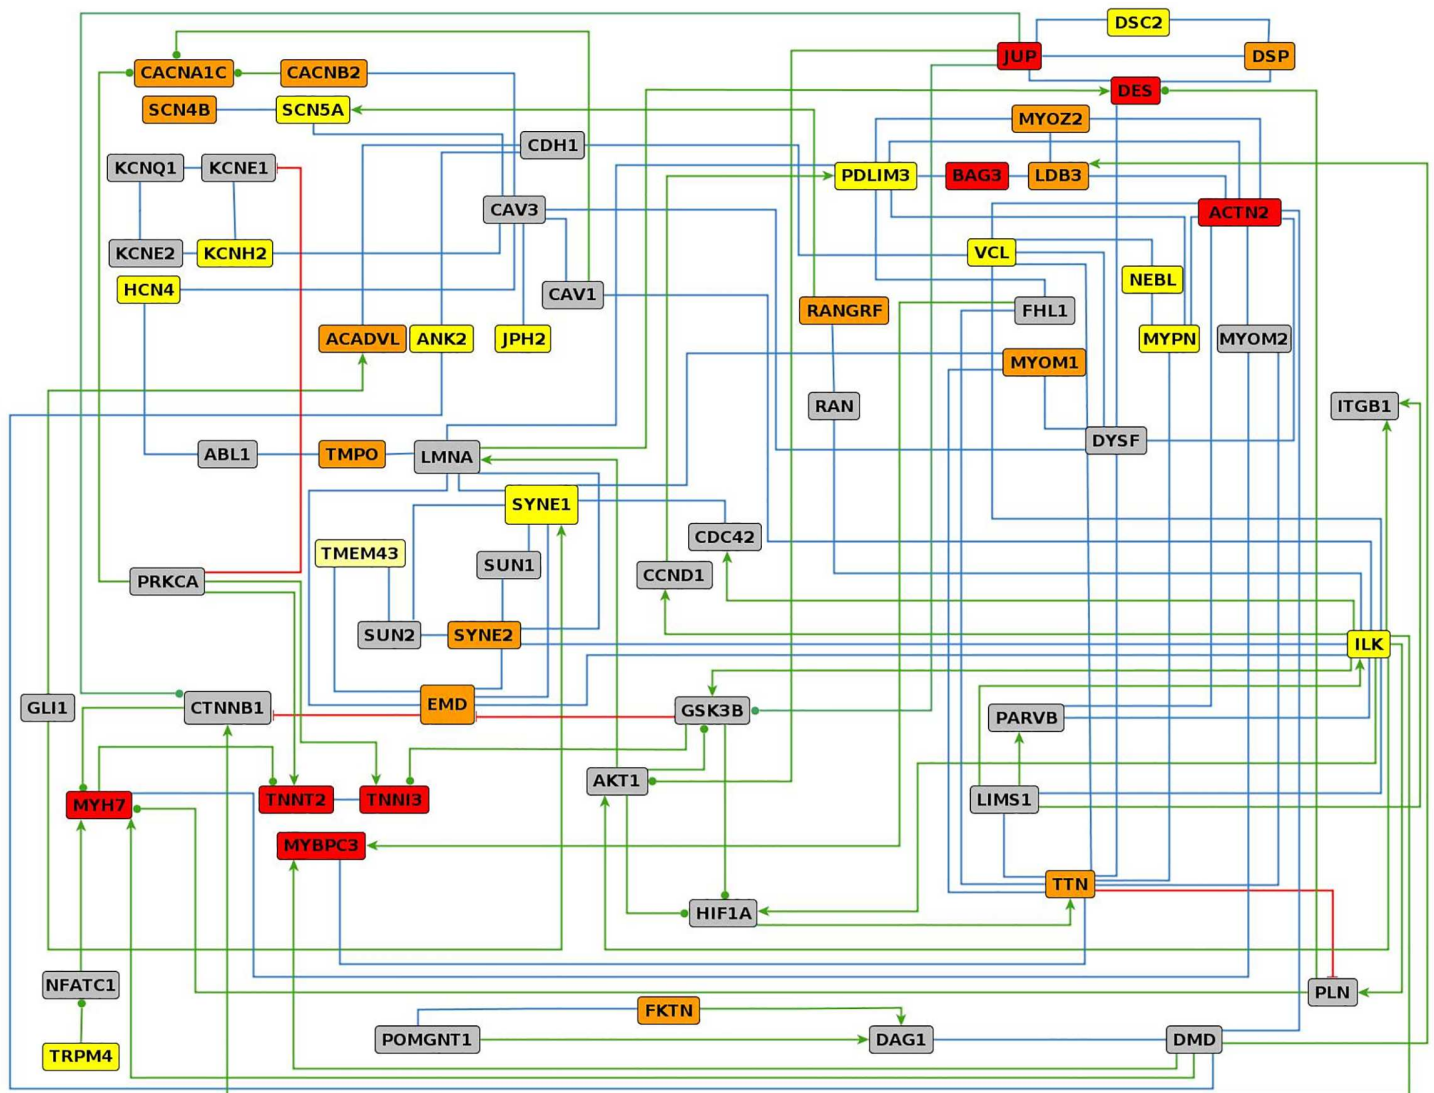 DSC2
JUP
DSP
CACNA1C
CACNB2
DES
SCN4B
SCN5A
MYOZ2
CDH1
KCNQ1
KCNE1
PDLIM3
BAG3
LDB3
CAV3
ACTN2
KCNE2
KCNH2
VCL
NEBL
HCN4
CAV1
RANGRF
FHL1
ACADVL
ANK2
JPH2
MYPN
MYOM2
MYOM1
RAN
ITGB1
DYSF
ABL1
TMPO
LMNA
SYNE1
CDC42
TMEM43
SUN1
CCND1
PRKCA
SUN2
SYNE2
ILK
GLI1
CTNNB1
EMD
GSK3B
PARVB
AKT1
MYH7
TNNT2
TNNI3
LIMS1
MYBPC3
TTN
HIF1A
NFATC1
PLN
FKTN
POMGNT1
DAG1
DMD
TRPM4